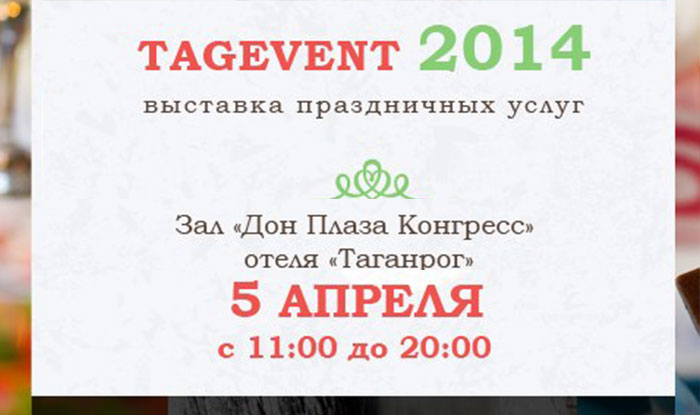 TAGEVENT 2014
выставка праздничных услуг
Зал «Дон Плаза Конгресс»
отеля «Таганрог»
5 АПРЕЛЯ
с 11:00 до 20:00